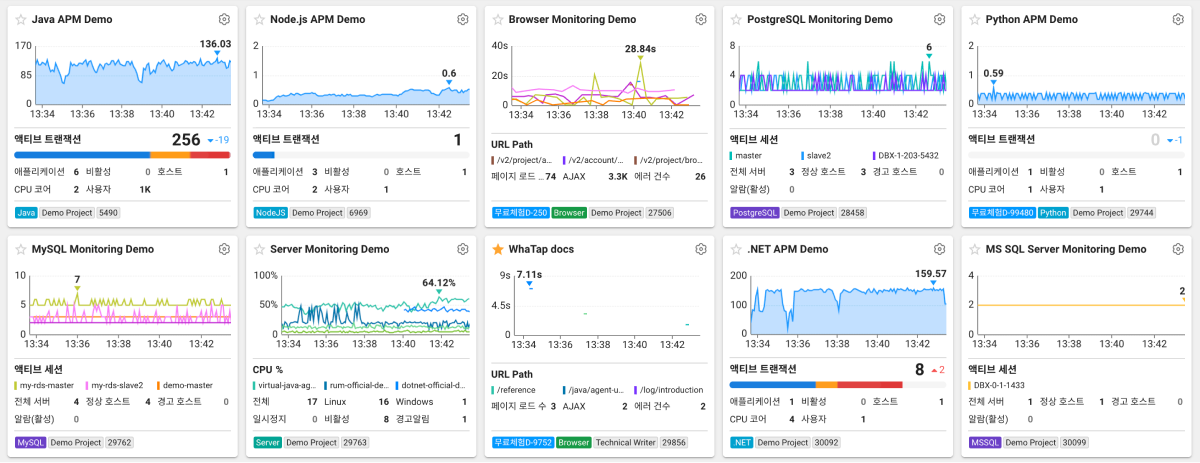 Java APM Demo
136.03
170
85
0
13:34 13:36 13:38 13:40 13:42
액티브 트랜잭션 256 -19
애플리케이션 6 비활성 0 호스트 1
CPU 코어 2 사용자 1K
Java Demo Project 5490
Node.js APM Demo
2
0.6
1
0
13:34 13:36 13:38 13:40 13:42
액티브 트랜잭션 1
애플리케이션 3 비활성 0 호스트 1
CPU 코어 2 사용자 2
NodeJS Demo Project 6969
Browser Monitoring Demo
40s
28.84s
20s
0
13:34 13:36 13:38 13:40 13:42
URL Path
/v2/project/a... /v2/account/... /v2/project/bro...
페이지 로드 ... 74 AJAX 3.3K 에러 건수 26
무료체험D-250 Browser Demo Project 27506
PostgreSQL Monitoring Demo
8
6
4
0
13:34 13:36 13:38 13:40 13:42
액티브 세션
master slave2 DBX-1-203-5432
전체 서버 3 정상 호스트 3 경고 호스트 0
알람(활성) 0
PostgreSQL Demo Project 28458
Python APM Demo
2
0.59
1
0
13:34 13:36 13:38 13:40 13:42
액티브 트랜잭션 0 -1
애플리케이션 1 비활성 0 호스트 1
CPU 코어 1 사용자 1
무료체험D-99480 Python Demo Project 29744
MySQL Monitoring Demo
10
7
5
0
13:34 13:36 13:38 13:40 13:42
액티브 세션
my-rds-master my-rds-slave2 demo-master
전체 서버 4 정상 호스트 4 경고 호스트 0
알람(활성) 0
MySQL Demo Project 29762
Server Monitoring Demo
100%
64.12%
50%
0
13:34 13:36 13:38 13:40 13:42
CPU %
virtual-java-ag... rum-official-de... dotnet-official-d...
전체 17 Linux 16 Windows 1
일시정지 0 비활성 8 경고알림 1
Server Demo Project 29763
WhaTap docs
9s
7.11s
4.5s
0
13:34 13:36 13:38 13:40 13:42
URL Path
/reference /java/agent-u... /log/introduction
페이지 로드 수 3 AJAX 2 에러 건수 2
무료체험D-9752 Browser Technical Writer 29856
.NET APM Demo
200
159.57
100
0
13:34 13:36 13:38 13:40 13:42
액티브 트랜잭션 8 2
애플리케이션 1 비활성 0 호스트 1
CPU 코어 4 사용자 1
.NET Demo Project 30092
MS SQL Server Monitoring Demo
4
2
2
0
13:34 13:36 13:38 13:40 13:42
액티브 세션
DBX-0-1-1433
전체 서버 1 정상 호스트 1 경고 호스트 0
알람(활성) 0
MSSQL Demo Project 30099